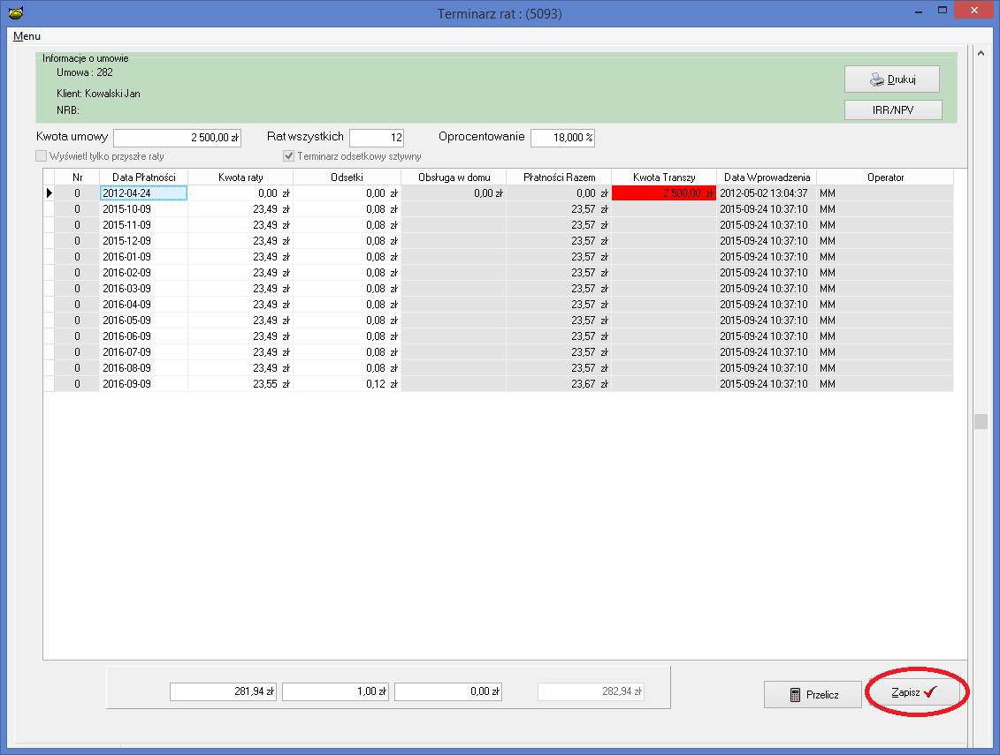 Terminarz rat : (5093)
Menu
Informacje o umowie
Umowa : 282
Klient: Kowalski Jan
NRB:
Drukuj
IRR/NPV
Kwota umowy 2 500,00 zł Rat wszystkich 12 Oprocentowanie 18,000 %
Wyświetl tylko przyszłe raty Terminarz odsetkowy sztywny
Nr Data Płatności Kwota raty Odsetki Obsługa w domu Płatności Razem Kwota Transzy Data Wprowadzenia Operator
0 2012-04-24 0,00 zł 0,00 zł 0,00 zł 0,00 zł 2 500,00 zł 2012-05-02 13:04:37 MM
0 2015-10-09 23,49 zł 0,08 zł 23,57 zł 2015-09-24 10:37:10 MM
0 2015-11-09 23,49 zł 0,08 zł 23,57 zł 2015-09-24 10:37:10 MM
0 2015-12-09 23,49 zł 0,08 zł 23,57 zł 2015-09-24 10:37:10 MM
0 2016-01-09 23,49 zł 0,08 zł 23,57 zł 2015-09-24 10:37:10 MM
0 2016-02-09 23,49 zł 0,08 zł 23,57 zł 2015-09-24 10:37:10 MM
0 2016-03-09 23,49 zł 0,08 zł 23,57 zł 2015-09-24 10:37:10 MM
0 2016-04-09 23,49 zł 0,08 zł 23,57 zł 2015-09-24 10:37:10 MM
0 2016-05-09 23,49 zł 0,08 zł 23,57 zł 2015-09-24 10:37:10 MM
0 2016-06-09 23,49 zł 0,08 zł 23,57 zł 2015-09-24 10:37:10 MM
0 2016-07-09 23,49 zł 0,08 zł 23,57 zł 2015-09-24 10:37:10 MM
0 2016-08-09 23,49 zł 0,08 zł 23,57 zł 2015-09-24 10:37:10 MM
0 2016-09-09 23,55 zł 0,12 zł 23,67 zł 2015-09-24 10:37:10 MM
281,94 zł 1,00 zł 0,00 zł 282,94 zł Przelicz Zapisz